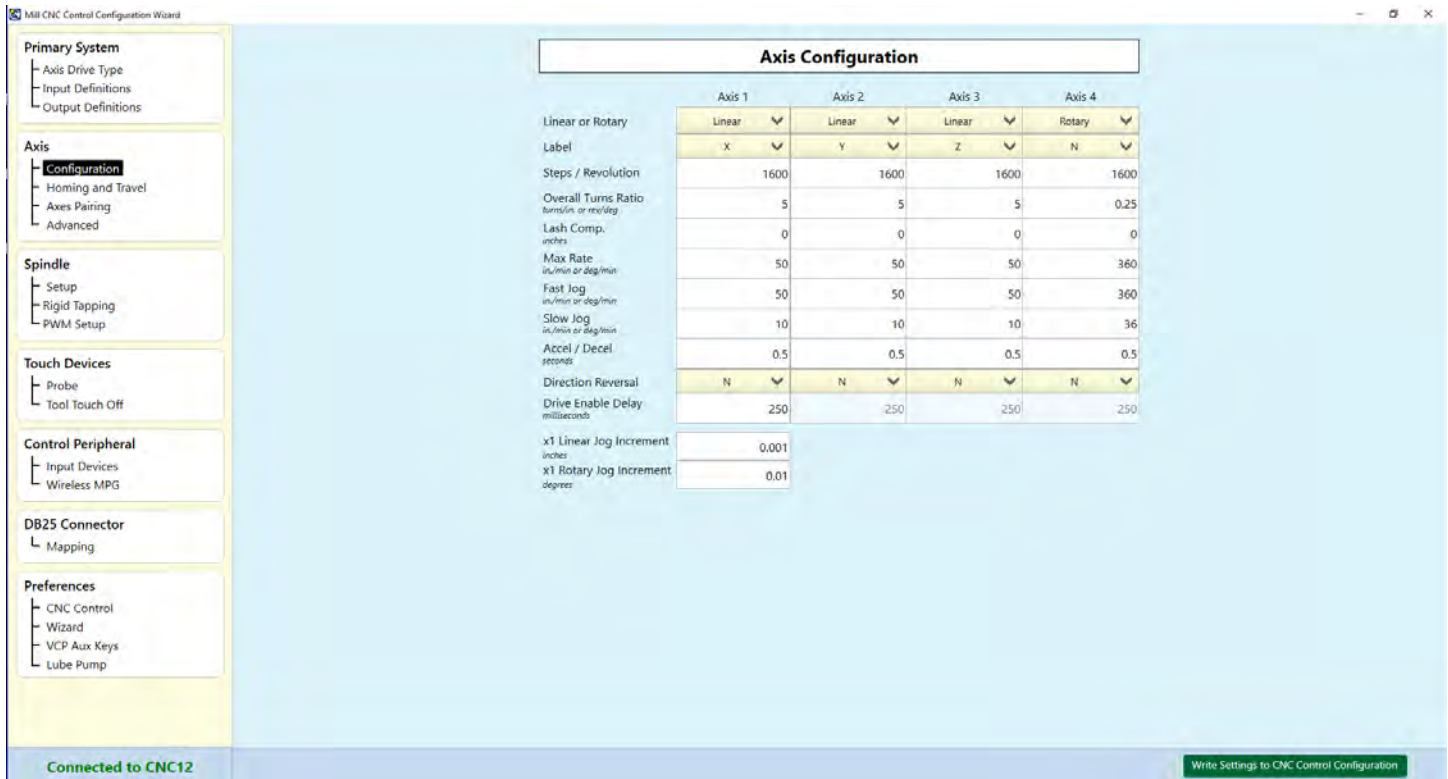 Mill CNC Control Configuration Wizard
Primary System
Axis Drive Type
Input Definitions
Output Definitions
Axis
Configuration
Homing and Travel
Axes Pairing
Advanced
Spindle
Setup
Rigid Tapping
PWM Setup
Touch Devices
Probe
Tool Touch Off
Control Peripheral
Input Devices
Wireless MPG
DB25 Connector
Mapping
Preferences
CNC Control
Wizard
VCP Aux Keys
Lube Pump
Connected to CNC12
Axis Configuration
Axis 1 Axis 2 Axis 3 Axis 4
Linear or Rotary Linear Linear Linear Rotary
Label X Y Z N
Steps / Revolution 1600 1600 1600 1600
Overall Turns Ratio 5 5 5 0.25
turns/in. or rev/deg
Lash Comp. 0 0 0 0
inches
Max Rate 50 50 50 360
in./min or deg/min
Fast Jog 50 50 50 360
in./min or deg/min
Slow Jog 10 10 10 36
in./min or deg/min
Accel / Decel 0.5 0.5 0.5 0.5
seconds
Direction Reversal N N N N
Drive Enable Delay 250 250 250 250
milliseconds
x1 Linear Jog Increment 0.001
inches
x1 Rotary Jog Increment 0.01
degrees
Write Settings to CNC Control Configuration